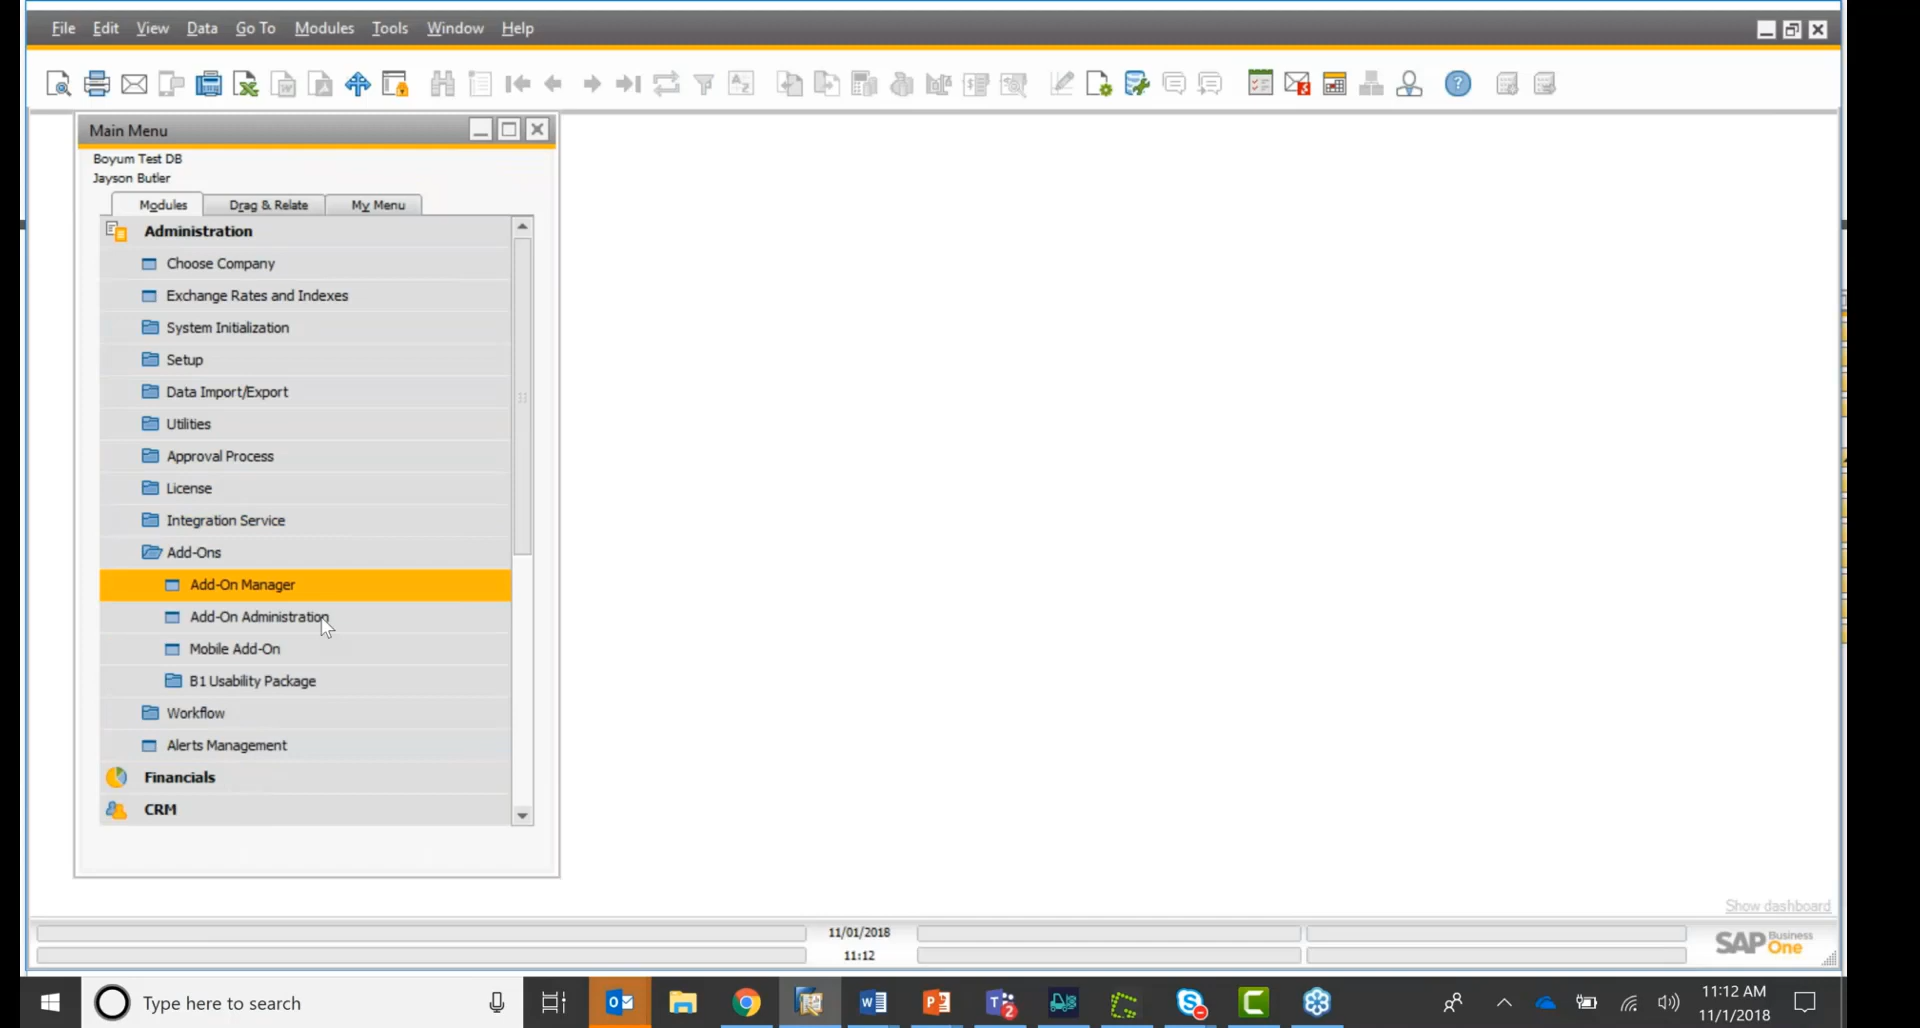 File Edit View Data Go To Modules Tools Window Help
Main Menu
Boyum Test DB
Jayson Butler
Modules Drag & Relate My Menu
Administration
Choose Company
Exchange Rates and Indexes
System Initialization
Setup
Data Import/Export
Utilities
Approval Process
License
Integration Service
Add-Ons
Add-On Manager
Add-On Administration
Mobile Add-On
B1 Usability Package
Workflow
Alerts Management
Financials
CRM
Show dashboard
11/01/2018
11:12
SAP Business One
Type here to search
11:12 AM
11/1/2018